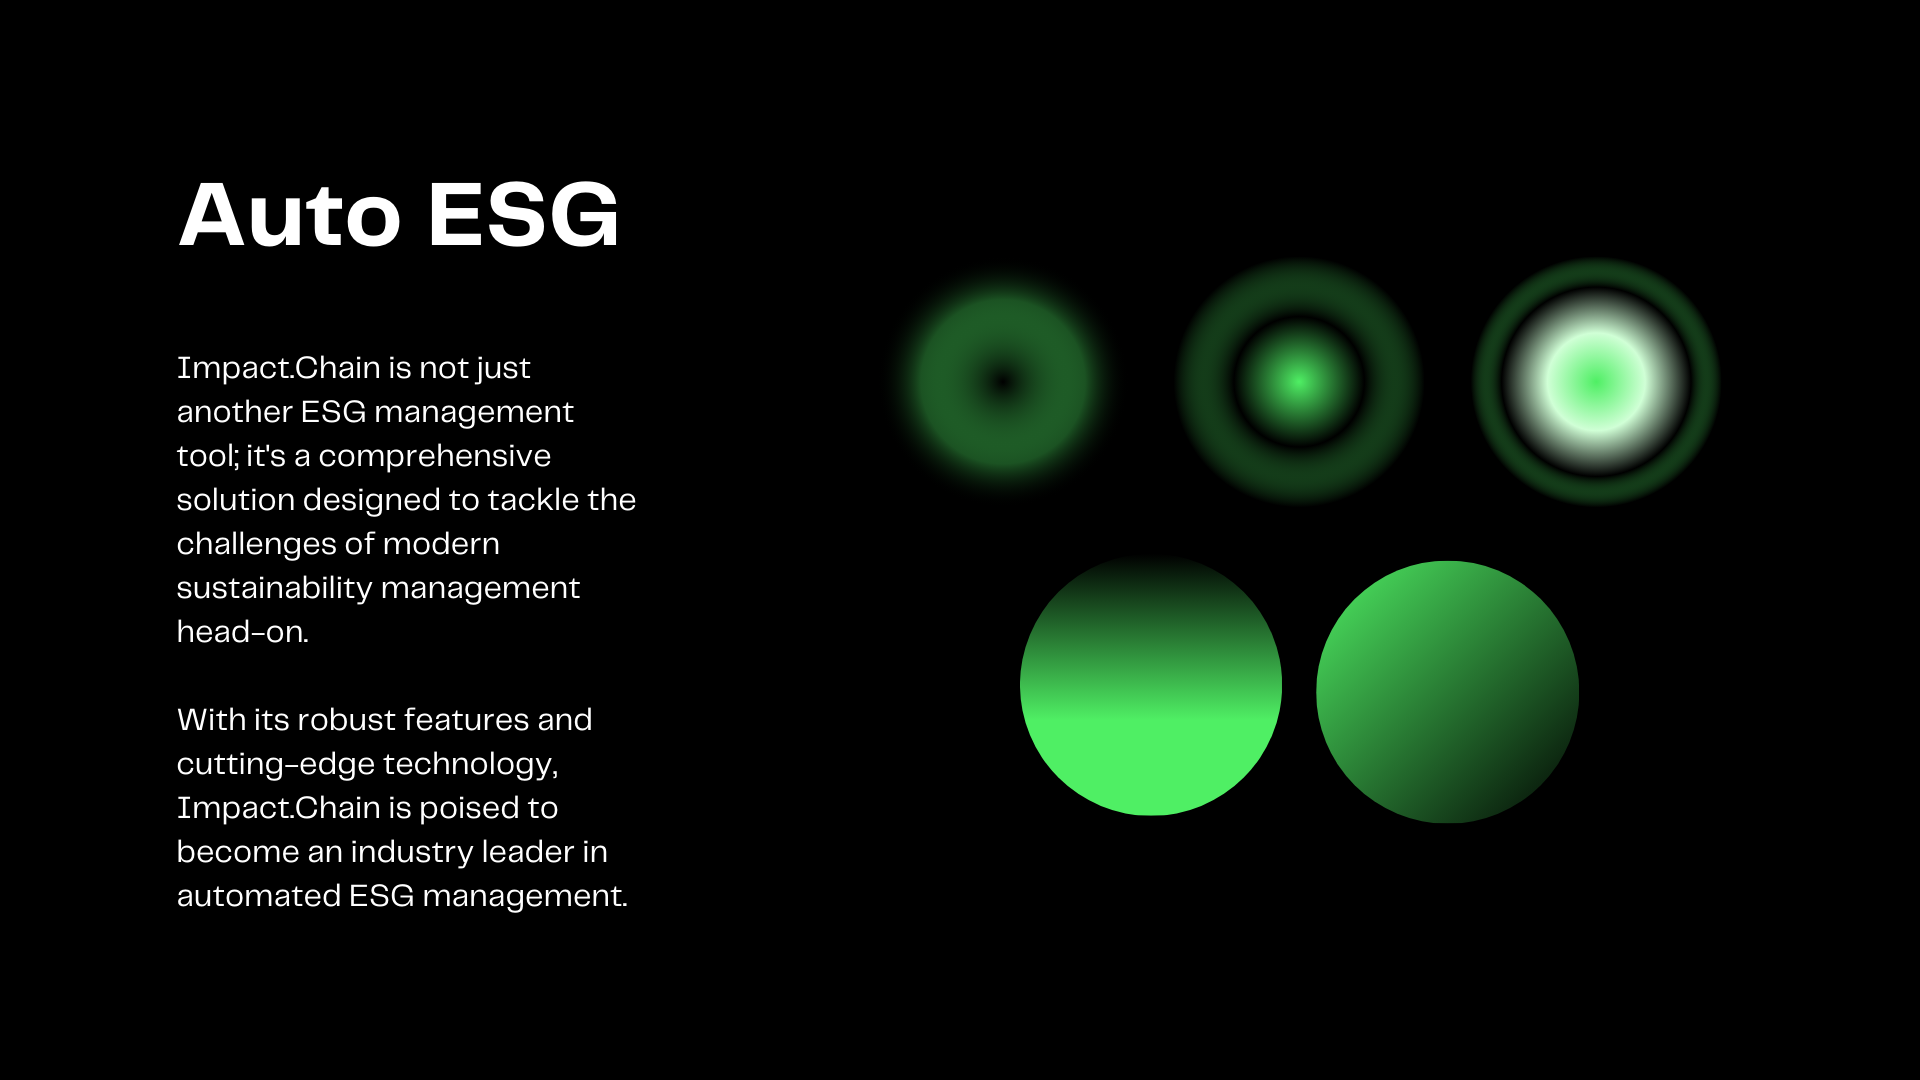 Auto ESG
Impact.Chain is not just
another ESG management
tool; it's a comprehensive
solution designed to tackle the
challenges of modern
sustainability management
head-on.
With its robust features and
cutting-edge technology,
Impact.Chain is poised to
become an industry leader in
automated ESG management.